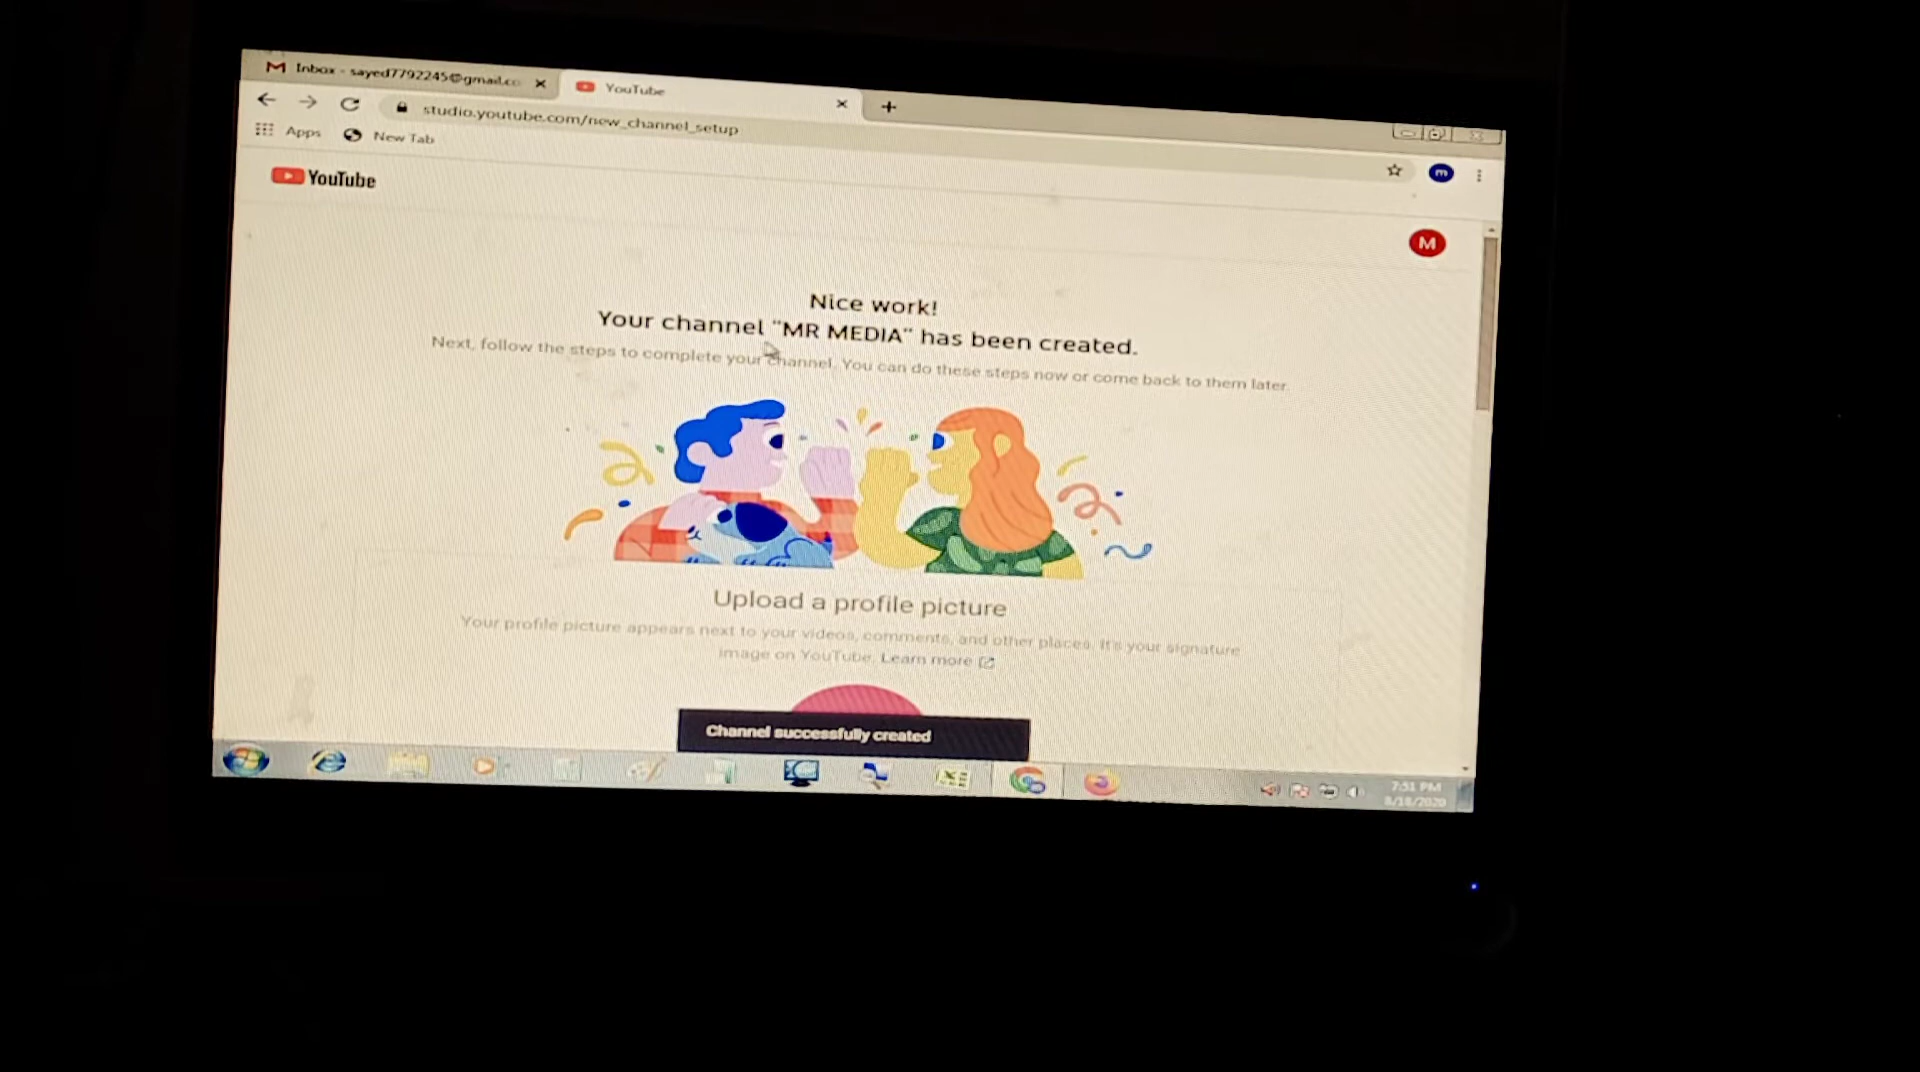 Inbox - sayed7792245@gmail.co
YouTube
studio.youtube.com/new_channel_setup
Apps
New Tab
m
YouTube
M
Nice work!
Your channel "MR MEDIA" has been created.
Next, follow the steps to complete your channel. You can do these steps now or come back to them later.
Upload a profile picture
Your profile picture appears next to your videos, comments, and other places. It's your signature
image on YouTube. Learn more
Channel successfully created
7:51 PM
8/18/2020